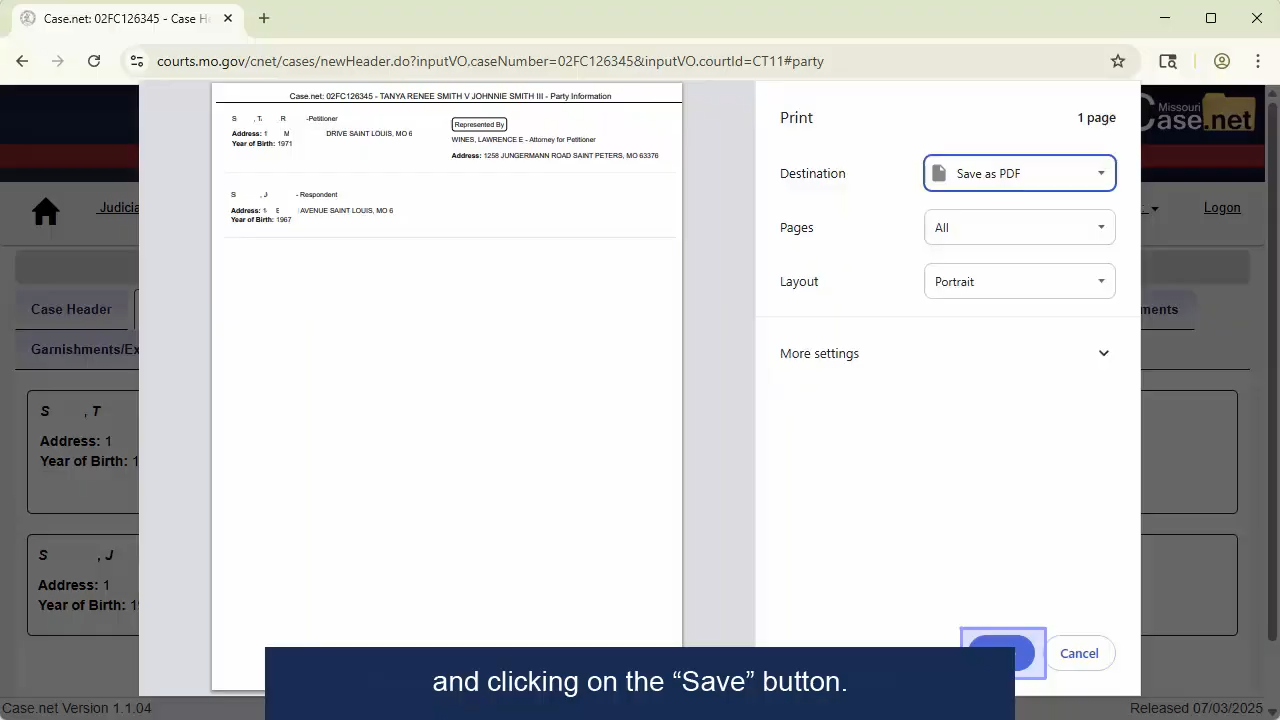 Case.net: 02FC126345 - Case He
courts.mo.gov/cnet/cases/newHeader.do?inputVO.caseNumber=02FC126345&inputVO.courtId=CT11#party
Missouri
Case.net
Judicia
Logon
Case Header
ments
Garnishments/Ex
S , T
Address: 1
Year of Birth: 1
S , J
Address: 1
Year of Birth: 19
Case.net: 02FC126345 - TANYA RENEE SMITH V JOHNNIE SMITH III - Party Information
S , T R -Petitioner
Address: 1 M DRIVE SAINT LOUIS, MO 6
Year of Birth: 1971
Represented By
WINES, LAWRENCE E - Attorney for Petitioner
Address: 1258 JUNGERMANN ROAD SAINT PETERS, MO 63376
S , J - Respondent
Address: E AVENUE SAINT LOUIS, MO 6
Year of Birth: 1967
Print
1 page
Destination
Save as PDF
Pages
All
Layout
Portrait
More settings
Cancel
and clicking on the “Save” button.
Case.net Version 1.1.04
Released 07/03/2025